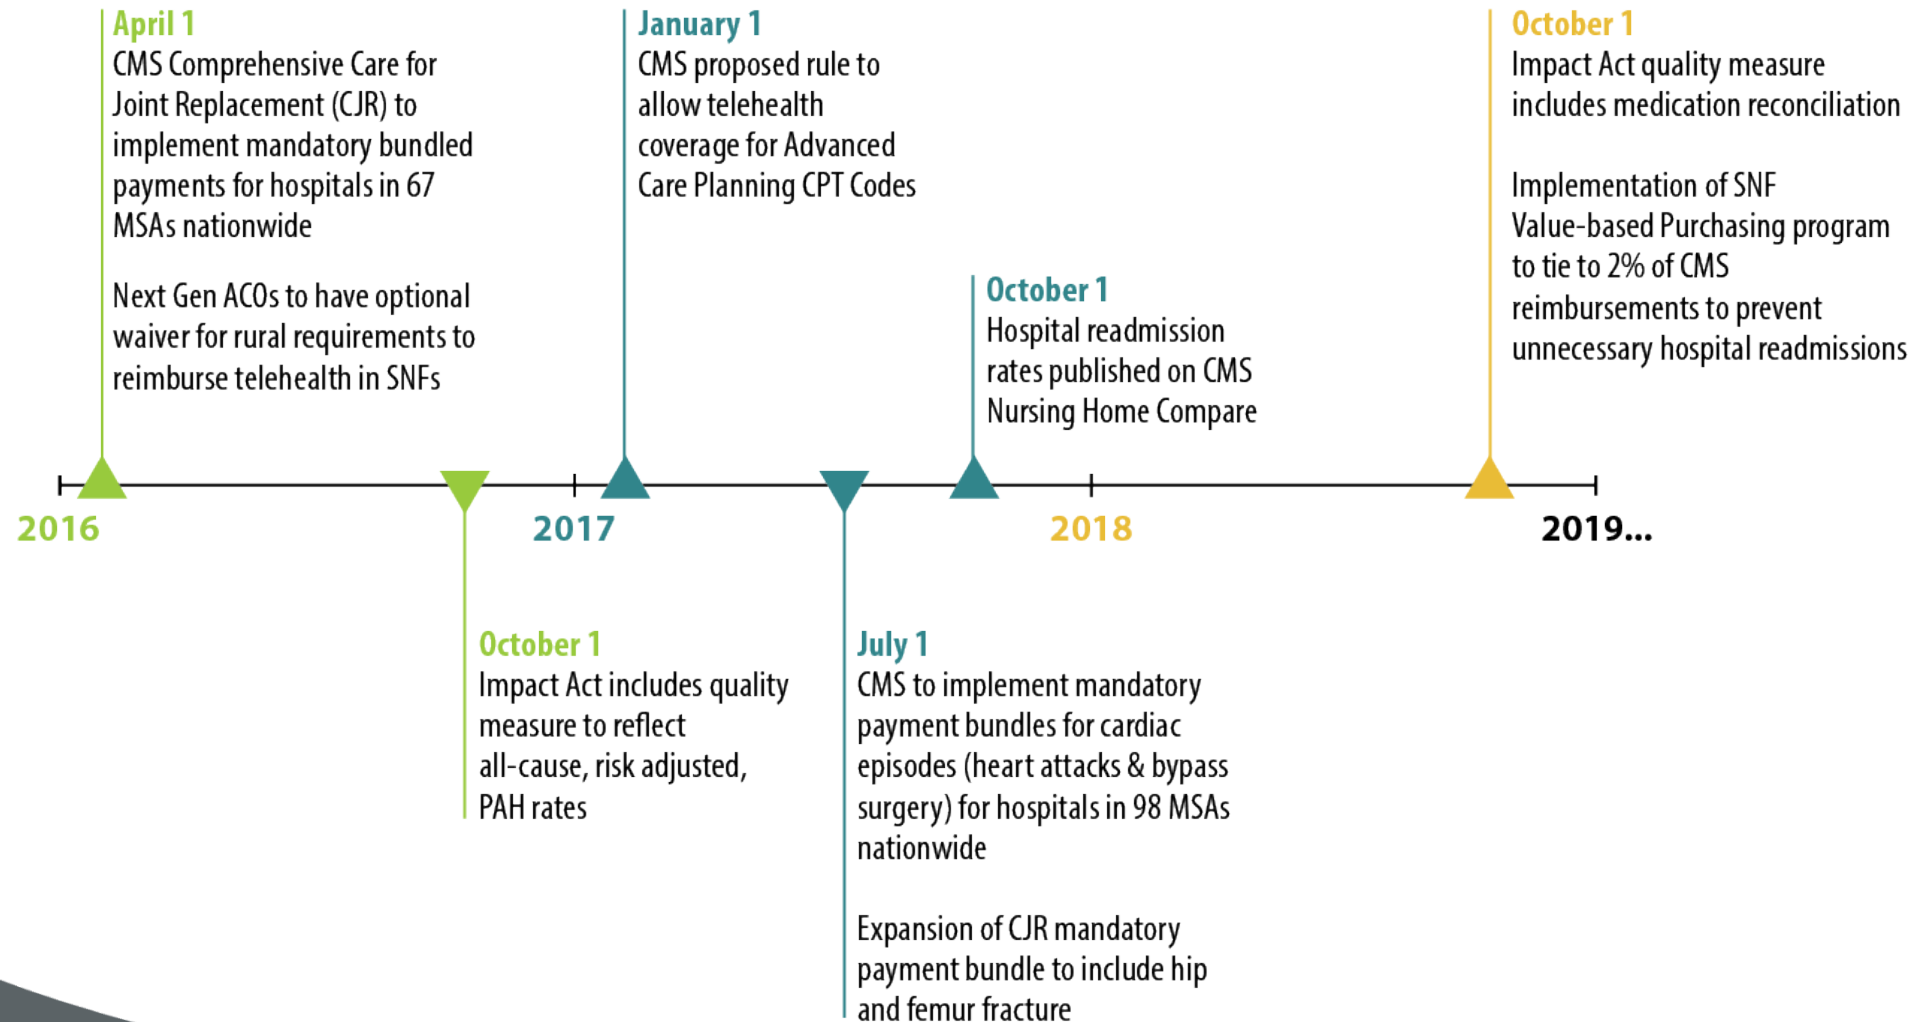 April 1
CMS Comprehensive Care for
Joint Replacement (CJR) to
implement mandatory bundled
payments for hospitals in 67
MSAs nationwide
Next Gen ACOs to have optional
waiver for rural requirements to
reimburse telehealth in SNFs
January 1
CMS proposed rule to
allow telehealth
coverage for Advanced
Care Planning CPT Codes
October 1
Hospital readmission
rates published on CMS
Nursing Home Compare
October 1
Impact Act quality measure
includes medication reconciliation
Implementation of SNF
Value-based Purchasing program
to tie to 2% of CMS
reimbursements to prevent
unnecessary hospital readmissions
2016
2017
2018
2019...
October 1
Impact Act includes quality
measure to reflect
all-cause, risk adjusted,
PAH rates
July 1
CMS to implement mandatory
payment bundles for cardiac
episodes (heart attacks & bypass
surgery) for hospitals in 98 MSAs
nationwide
Expansion of CJR mandatory
payment bundle to include hip
and femur fracture